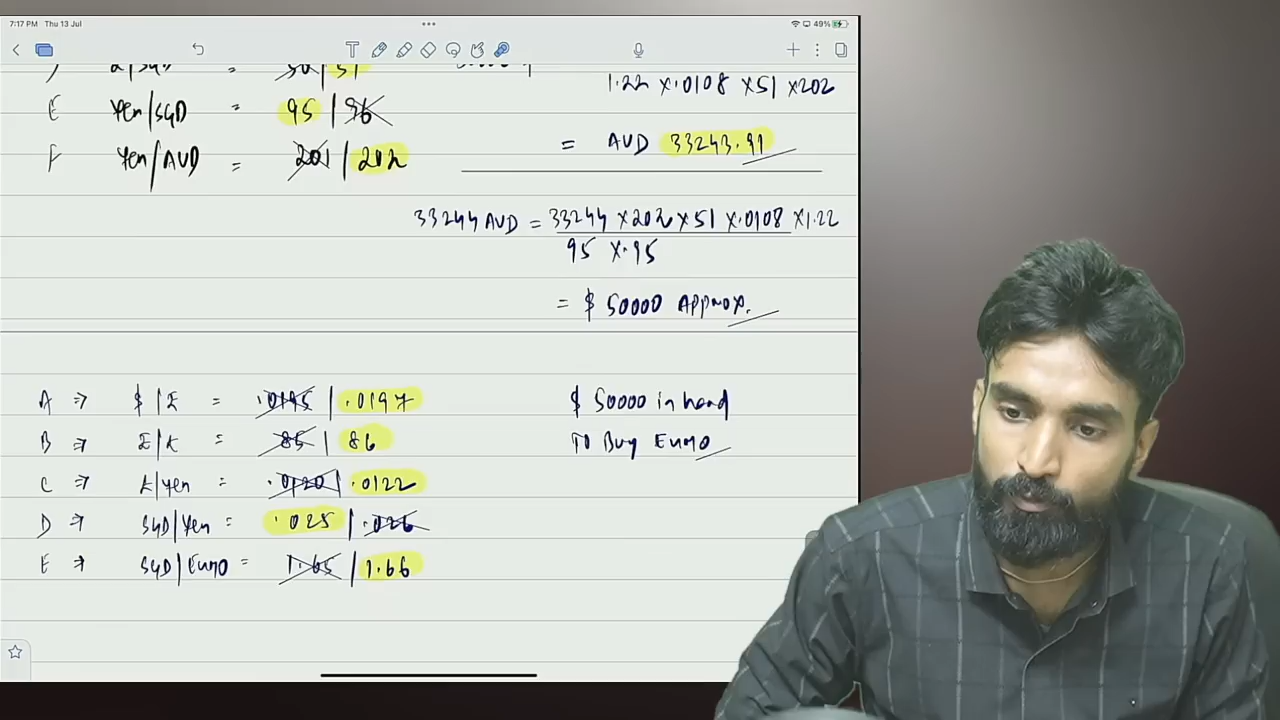 7:17 PM Thu 13 Jul
49%
1.22 x .0108 x 51 x 202
E Yen/SGD = 95 | 96
F Yen/AUD = 201 | 202
= AUD 33243.91
33244 AUD = 33244 x 202 x 51 x .0108 x 1.22
95 x .95
= $ 50000 Approx.
A ⇒ $/£ = .0195 | .0197
$ 50000 in hand
B ⇒ £/K = 85 | 86
To Buy Euro
C ⇒ K/Yen = .0120 | .0122
D ⇒ SGD/Yen = .025 | .026
E ⇒ SGD/Euro = 1.65 | 1.66